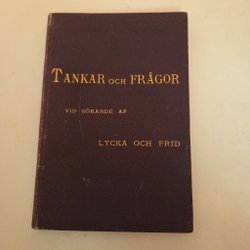 TANKAR OCH FRÅGOR
VID SÖKANDE AF
LYCKA OCH FRID